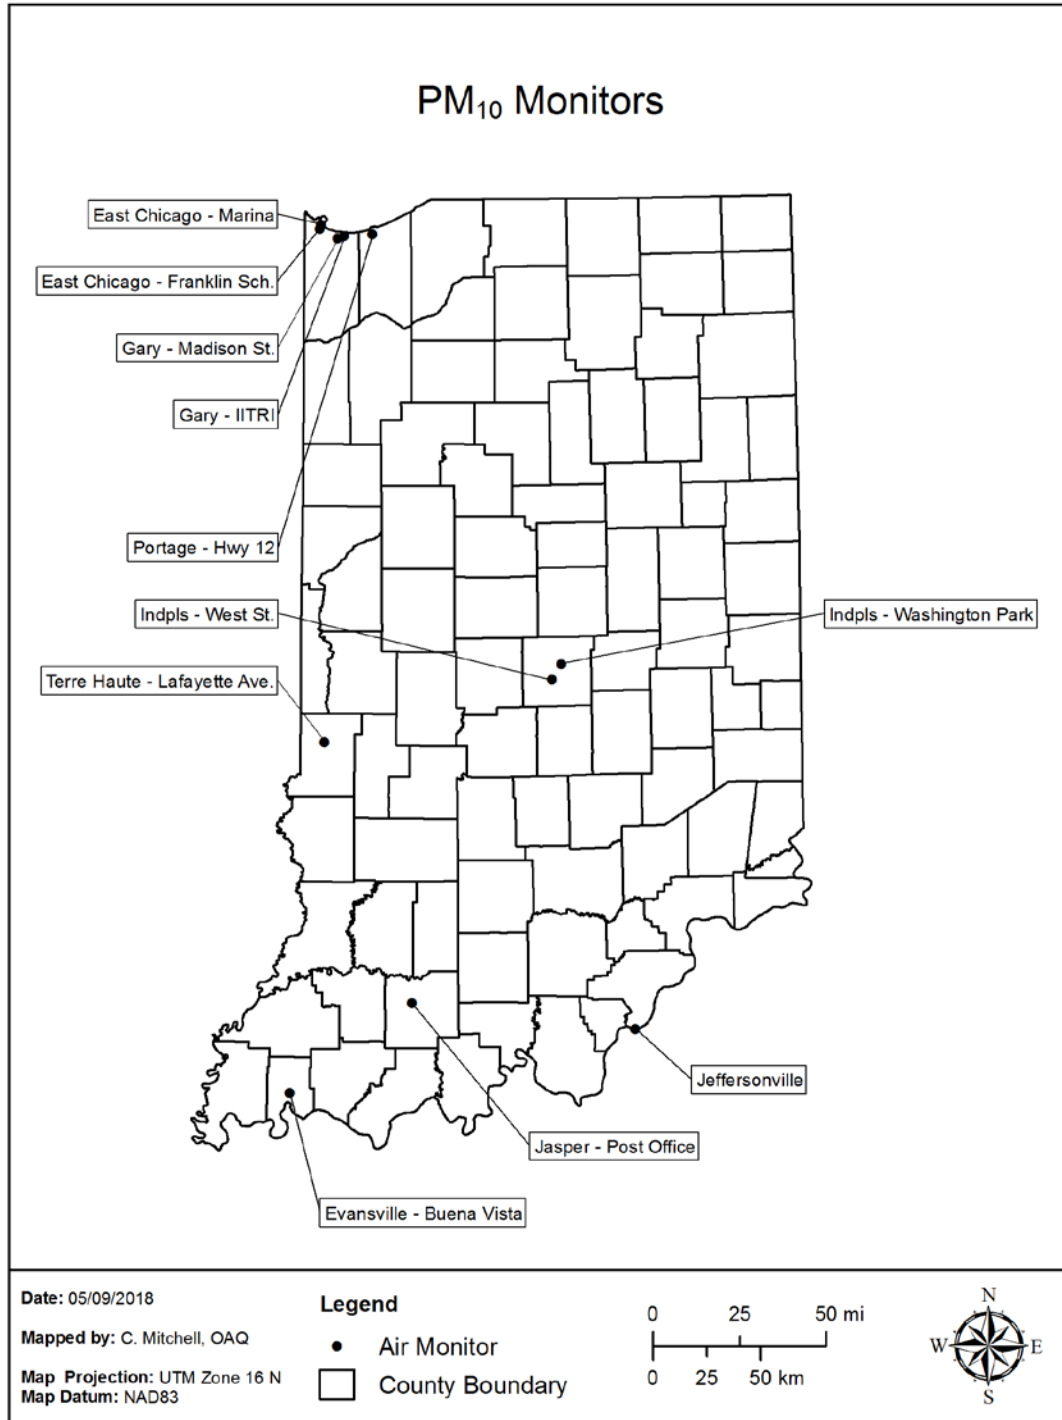 PM₁₀ Monitors
East Chicago - Marina
East Chicago - Franklin Sch.
Gary - Madison St.
Gary - IITRI
Portage - Hwy 12
Indpls - West St.
Indpls - Washington Park
Terre Haute - Lafayette Ave.
Jeffersonville
Jasper - Post Office
Evansville - Buena Vista
Date: 05/09/2018
Mapped by: C. Mitchell, OAQ
Map Projection: UTM Zone 16 N
Map Datum: NAD83
Legend
Air Monitor
County Boundary
0 25 50 mi
0 25 50 km
N
W E
S